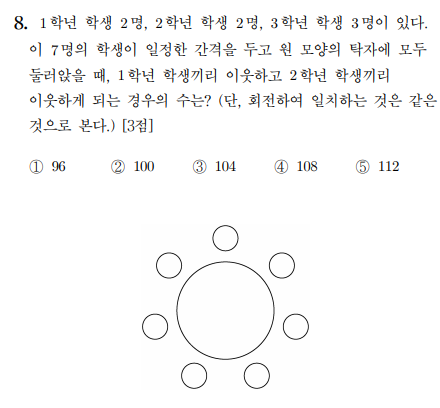 8. 1학년 학생 2명, 2학년 학생 2명, 3학년 학생 3명이 있다.
이 7명의 학생이 일정한 간격을 두고 원 모양의 탁자에 모두
둘러앉을 때, 1학년 학생끼리 이웃하고 2학년 학생끼리
이웃하게 되는 경우의 수는? (단, 회전하여 일치하는 것은 같은
것으로 본다.) [3점]
① 96 ② 100 ③ 104 ④ 108 ⑤ 112